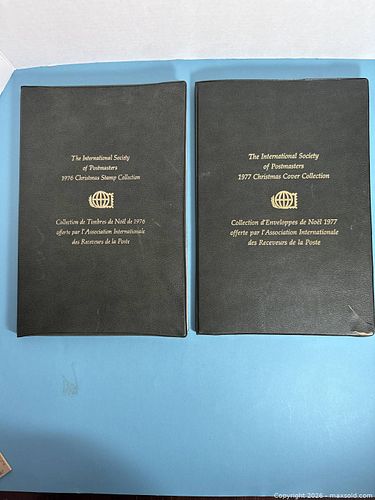 The International Society
of Postmasters
1976 Christmas Stamp Collection
Collection de Timbres de Noël de 1976
offerte par l'Association Internationale
des Receveurs de la Poste
The International Society
of Postmasters
1977 Christmas Cover Collection
Collection d'Enveloppes de Noël 1977
offerte par l'Association Internationale
des Receveurs de la Poste
Copyright 2026 - maxsold.com